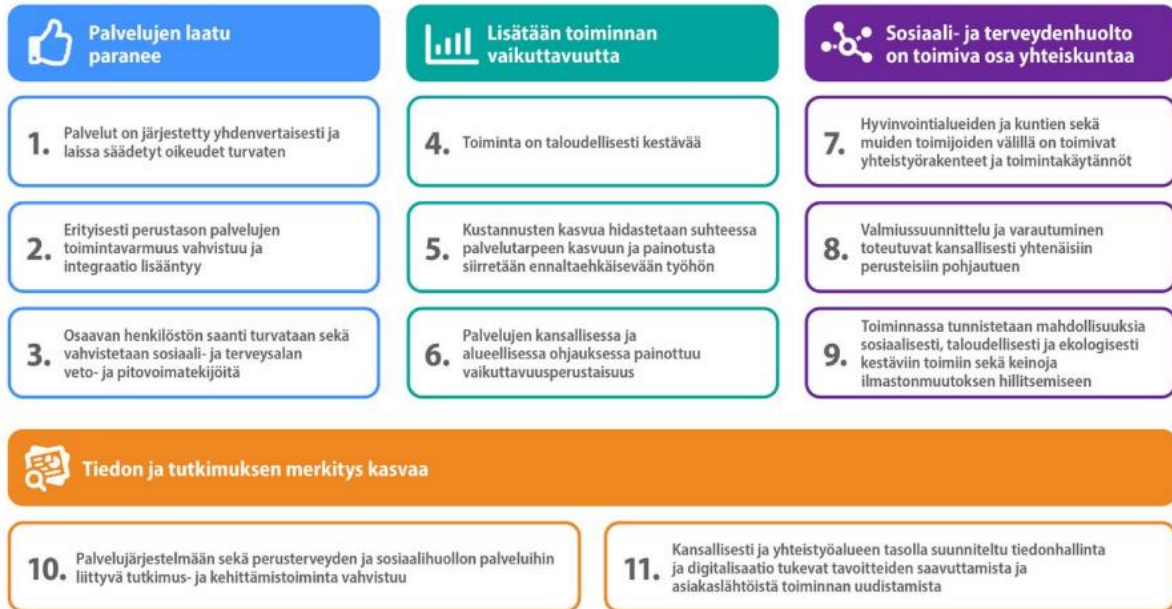 Palvelujen laatu
paranee
1. Palvelut on järjestetty yhdenvertaisesti ja
laissa säädetyt oikeudet turvaten
2. Erityisesti perustason palvelujen
toimintavarmuus vahvistuu ja
integraatio lisääntyy
3. Osaavan henkilöstön saanti turvataan sekä
vahvistetaan sosiaali- ja terveysalan
veto- ja pitovoimatekijöitä
Lisätään toiminnan
vaikuttavuutta
4. Toiminta on taloudellisesti kestävää
5. Kustannusten kasvua hidastetaan suhteessa
palvelutarpeen kasvuun ja painotusta
siirretään ennaltaehkäisevään työhön
6. Palvelujen kansallisessa ja
alueellisessa ohjauksessa painottuu
vaikuttavuusperustaisuus
Sosiaali- ja terveydenhuolto
on toimiva osa yhteiskuntaa
7. Hyvinvointialueiden ja kuntien sekä
muiden toimijoiden välillä on toimivat
yhteistyörakenteet ja toimintakäytännöt
8. Valmiussuunnittelu ja varautuminen
toteutuvat kansallisesti yhtenäisiin
perusteisiin pohjautuen
9. Toiminnassa tunnistetaan mahdollisuuksia
sosiaalisesti, taloudellisesti ja ekologisesti
kestäviin toimiin sekä keinoja
ilmastonmuutoksen hillitsemiseen
Tiedon ja tutkimuksen merkitys kasvaa
10. Palvelujärjestelmään sekä perusterveyden ja sosiaalihuollon palveluihin
liittyvä tutkimus- ja kehittämistoiminta vahvistuu
11. Kansallisesti ja yhteistyöalueen tasolla suunniteltu tiedonhallinta
ja digitalisaatio tukevat tavoitteiden saavuttamista ja
asiakaslähtöistä toiminnan uudistamista